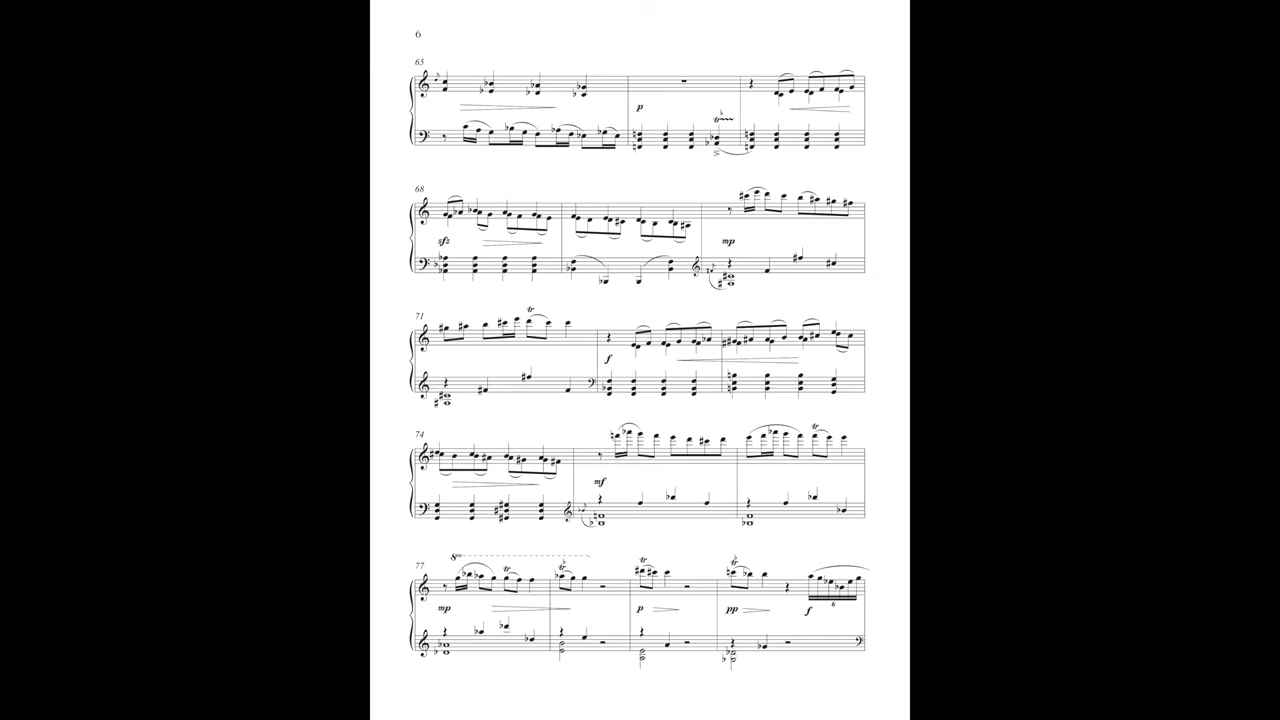 6
65
p
tr
68
sfz
mp
71
tr
f
74
tr
mf
77
8va
tr tr tr tr
mp p pp f
6